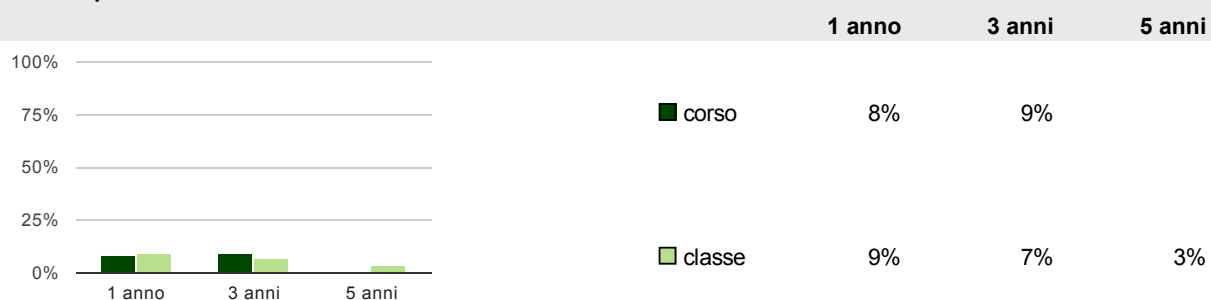 1 anno 3 anni 5 anni
100%
75%
50%
25%
0%
1 anno 3 anni 5 anni
corso 8% 9%
classe 9% 7% 3%